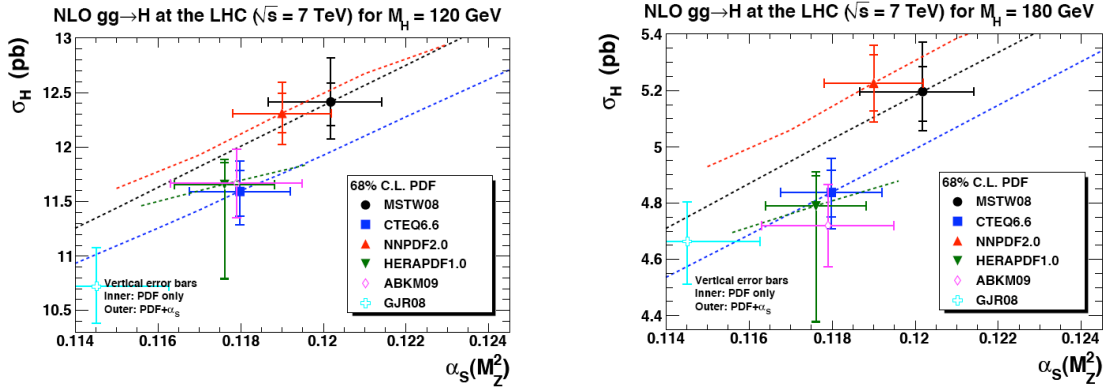 NLO gg→H at the LHC (√s = 7 TeV) for M_H = 120 GeV
σ_H (pb)
13
12.5
12
11.5
11
10.5
68% C.L. PDF
MSTW08
CTEQ6.6
NNPDF2.0
HERAPDF1.0
ABKM09
GJR08
Vertical error bars
Inner: PDF only
Outer: PDF+α_S
0.114 0.116 0.118 0.12 0.122 0.124
α_S(M_Z^2)
NLO gg→H at the LHC (√s = 7 TeV) for M_H = 180 GeV
σ_H (pb)
5.4
5.2
5
4.8
4.6
4.4
68% C.L. PDF
MSTW08
CTEQ6.6
NNPDF2.0
HERAPDF1.0
ABKM09
GJR08
Vertical error bars
Inner: PDF only
Outer: PDF+α_S
0.114 0.116 0.118 0.12 0.122 0.124
α_S(M_Z^2)